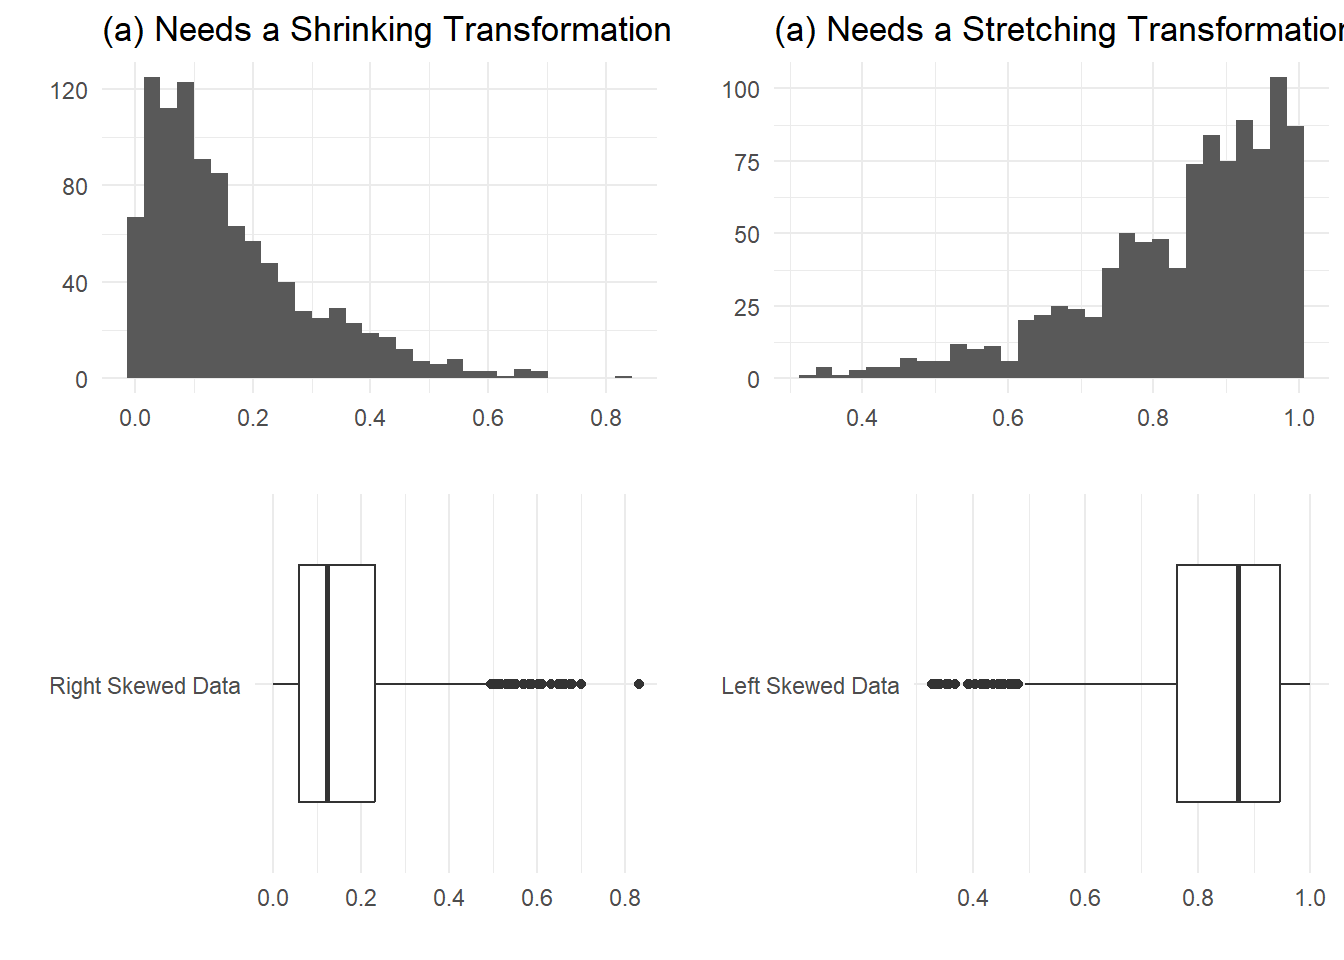 (a) Needs a Shrinking Transformation
120
80
40
0
0.0 0.2 0.4 0.6 0.8
(a) Needs a Stretching Transformation
100
75
50
25
0
0.4 0.6 0.8 1.0
Right Skewed Data
0.0 0.2 0.4 0.6 0.8
Left Skewed Data
0.4 0.6 0.8 1.0